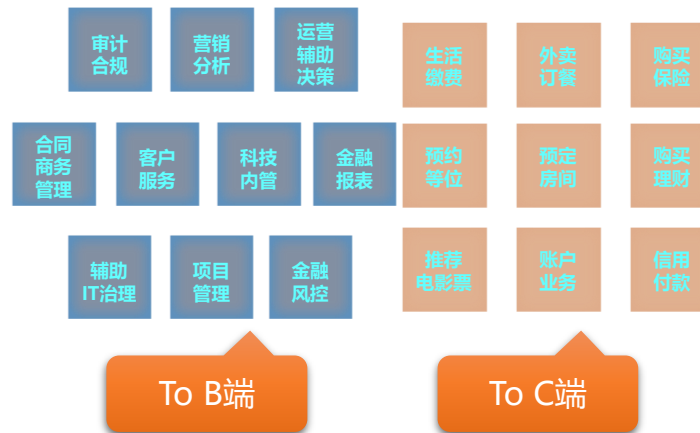 审计
合规
营销
分析
运营
辅助
决策
合同
商务
管理
客户
服务
科技
内管
金融
报表
辅助
IT治理
项目
管理
金融
风控
To B端
生活
缴费
外卖
订餐
购买
保险
预约
等位
预定
房间
购买
理财
推荐
电影票
账户
业务
信用
付款
To C端